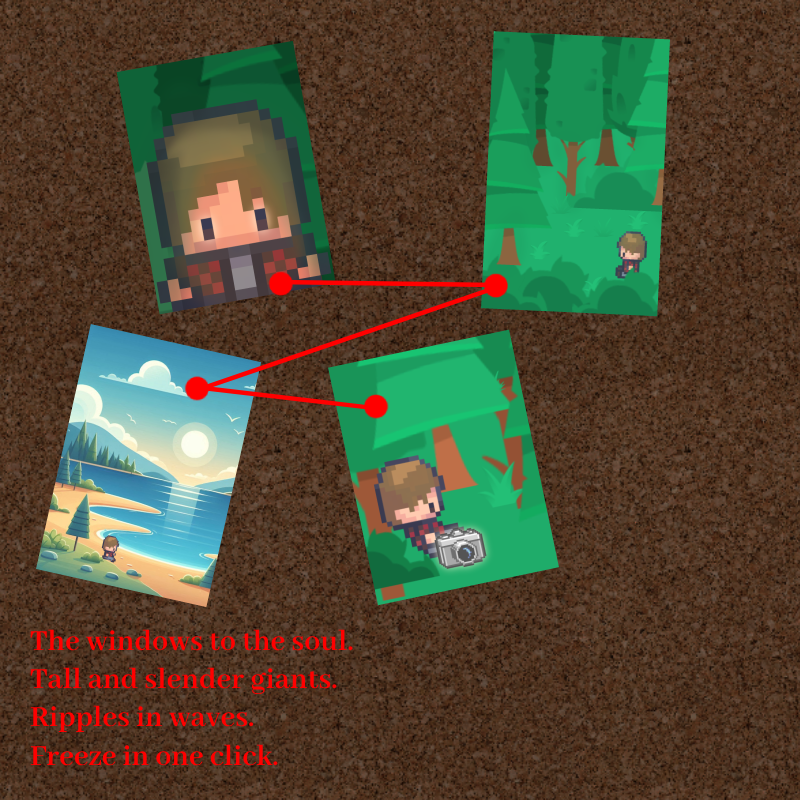 The windows to the soul.
Tall and slender giants.
Ripples in waves.
Freeze in one click.